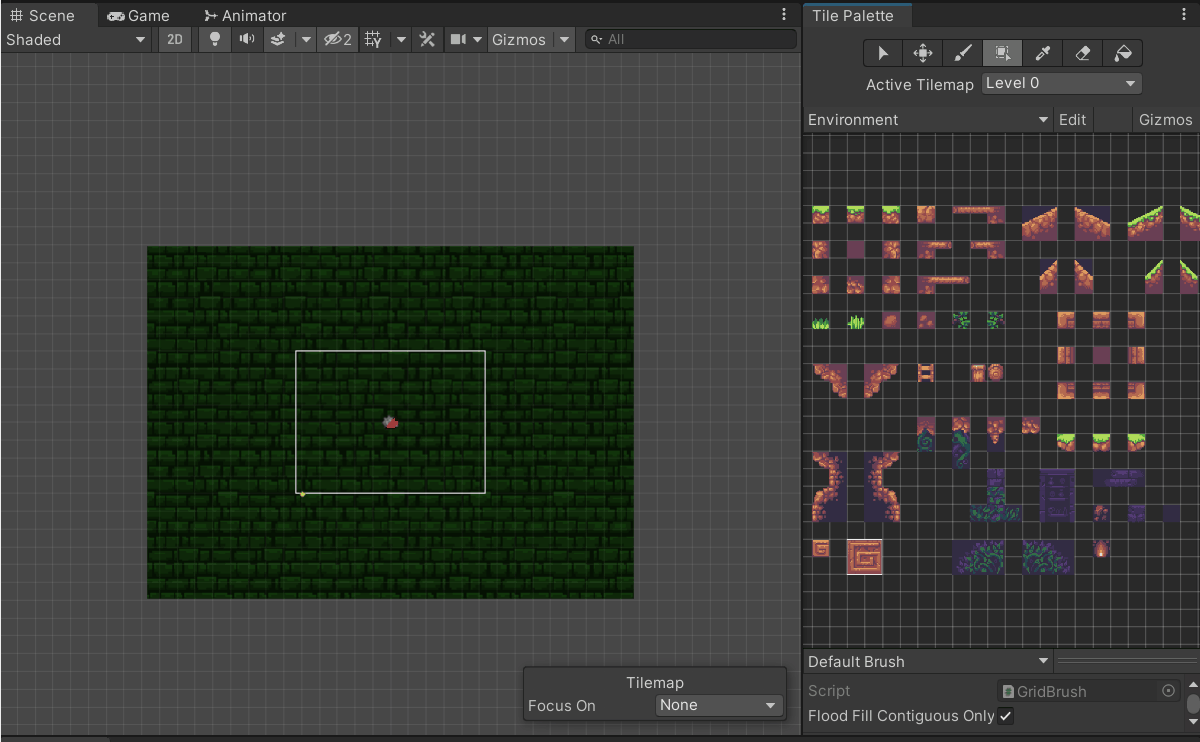 Scene Game Animator
Shaded 2D 2 Gizmos All
Tile Palette
Active Tilemap Level 0
Environment Edit Gizmos
Tilemap
Focus On None
Default Brush
Script GridBrush
Flood Fill Contiguous Only